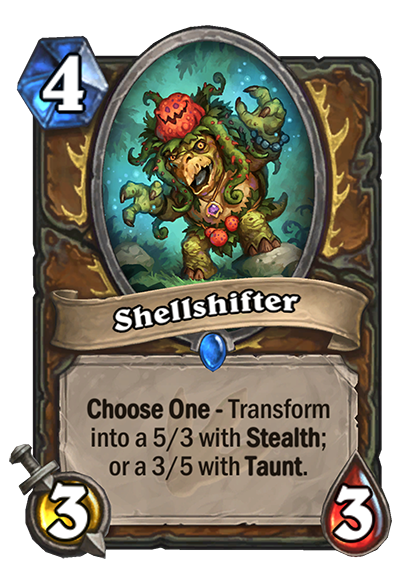 4
Shellshifter
Choose One - Transform
into a 5/3 with Stealth;
or a 3/5 with Taunt.
3 3